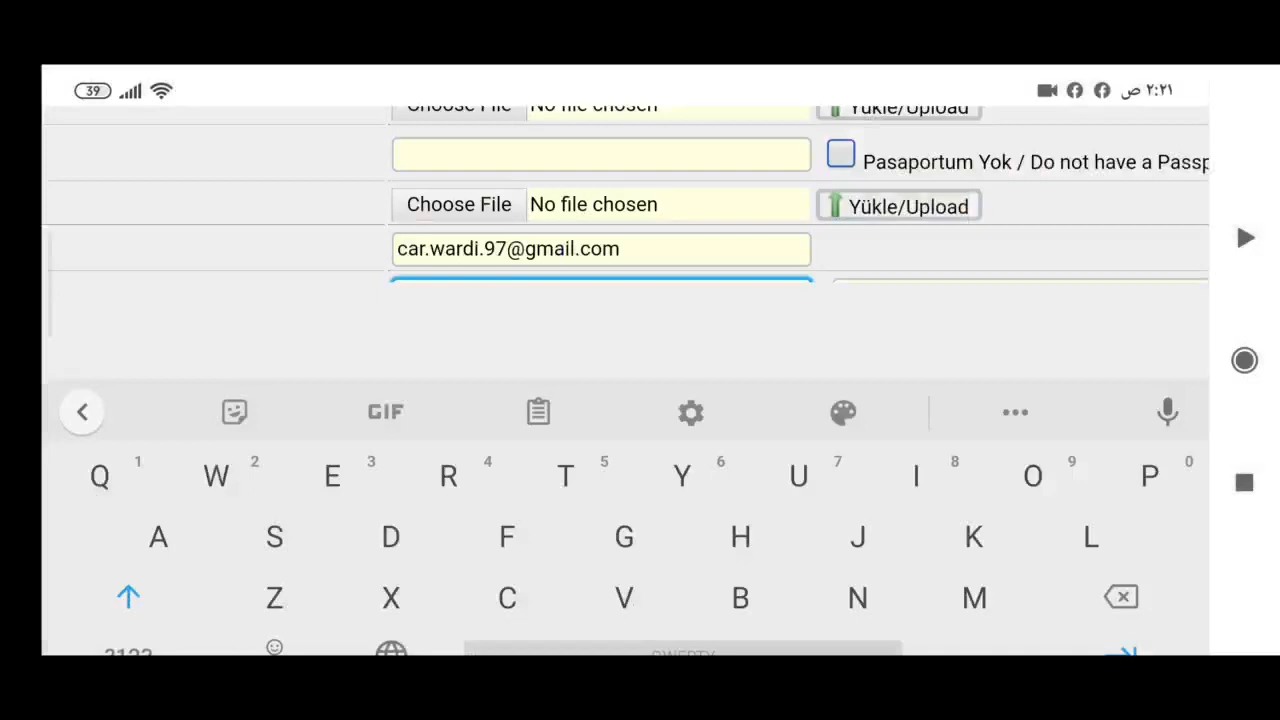 39 ص ٢:٢١
Choose File No file chosen Yükle/Upload
Pasaportum Yok / Do not have a Passp
Choose File No file chosen Yükle/Upload
car.wardi.97@gmail.com
GIF
Q 1 W 2 E 3 R 4 T 5 Y 6 U 7 I 8 O 9 P 0
A S D F G H J K L
Z X C V B N M
QWERTY